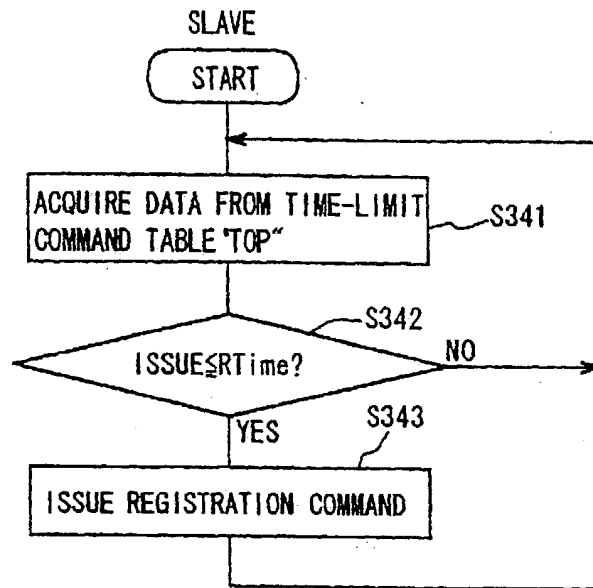 SLAVE
START
ACQUIRE DATA FROM TIME-LIMIT
COMMAND TABLE "TOP"
S341
S342
ISSUE≦RTime?
NO
YES
S343
ISSUE REGISTRATION COMMAND